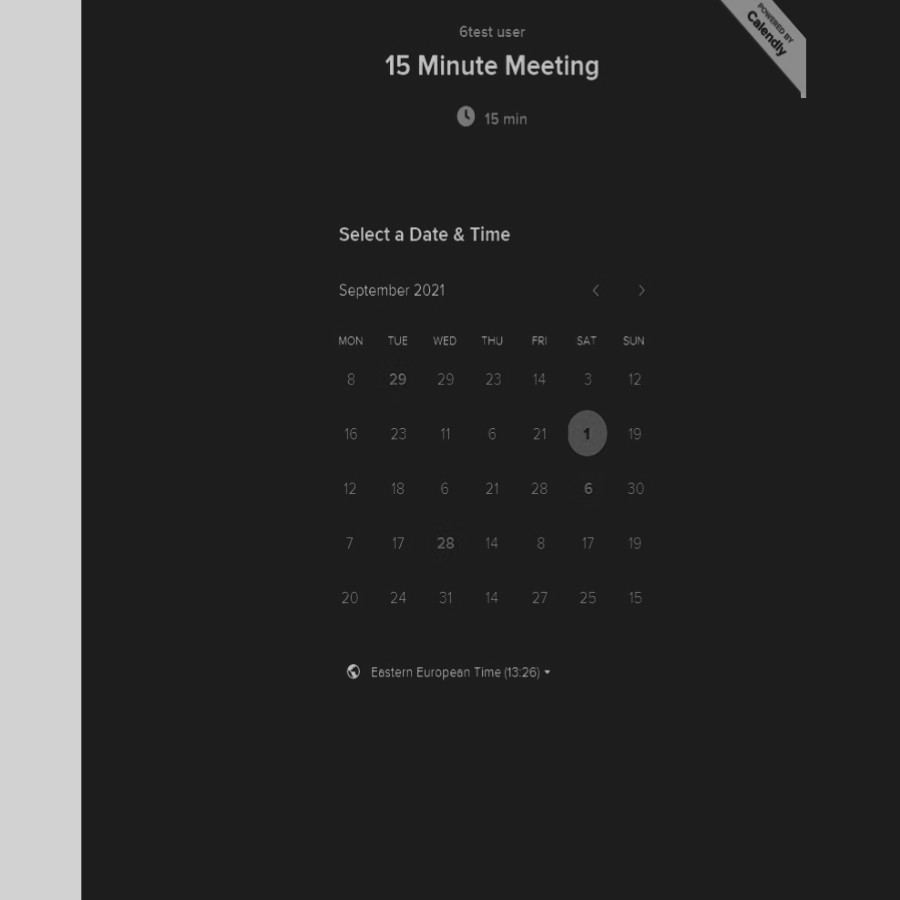 POWERED BY
Calendly
6test user
15 Minute Meeting
15 min
Select a Date & Time
September 2021
MON TUE WED THU FRI SAT SUN
8 29 29 23 14 3 12
16 23 11 6 21 1 19
12 18 6 21 28 6 30
7 17 28 14 8 17 19
20 24 31 14 27 25 15
Eastern European Time (13:26)